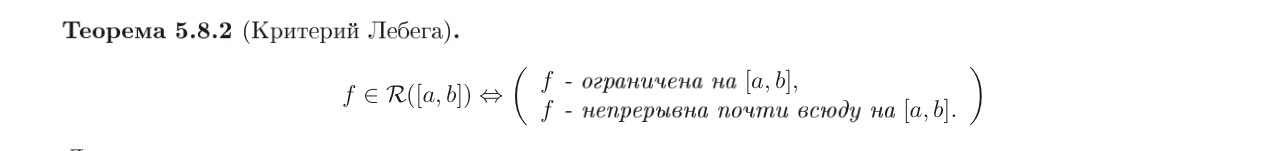 Теорема 5.8.2 (Критерий Лебега).
f ∈ R([a, b]) ⇔ ( f - ограничена на [a, b],
f - непрерывна почти всюду на [a, b]. )